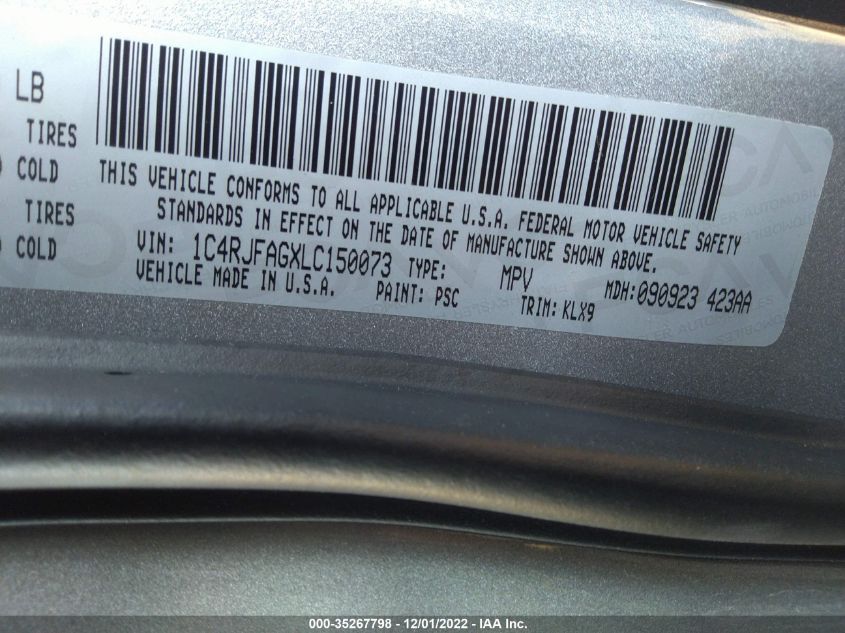 LB
TIRES
COLD
TIRES
COLD
THIS VEHICLE CONFORMS TO ALL APPLICABLE U.S.A. FEDERAL MOTOR VEHICLE SAFETY
STANDARDS IN EFFECT ON THE DATE OF MANUFACTURE SHOWN ABOVE.
VIN: 1C4RJFAGXLC150073 TYPE: MPV MDH:090923 423AA
VEHICLE MADE IN U.S.A. PAINT: PSC TRIM: KLX9
000-35267798 - 12/01/2022 - IAA Inc.